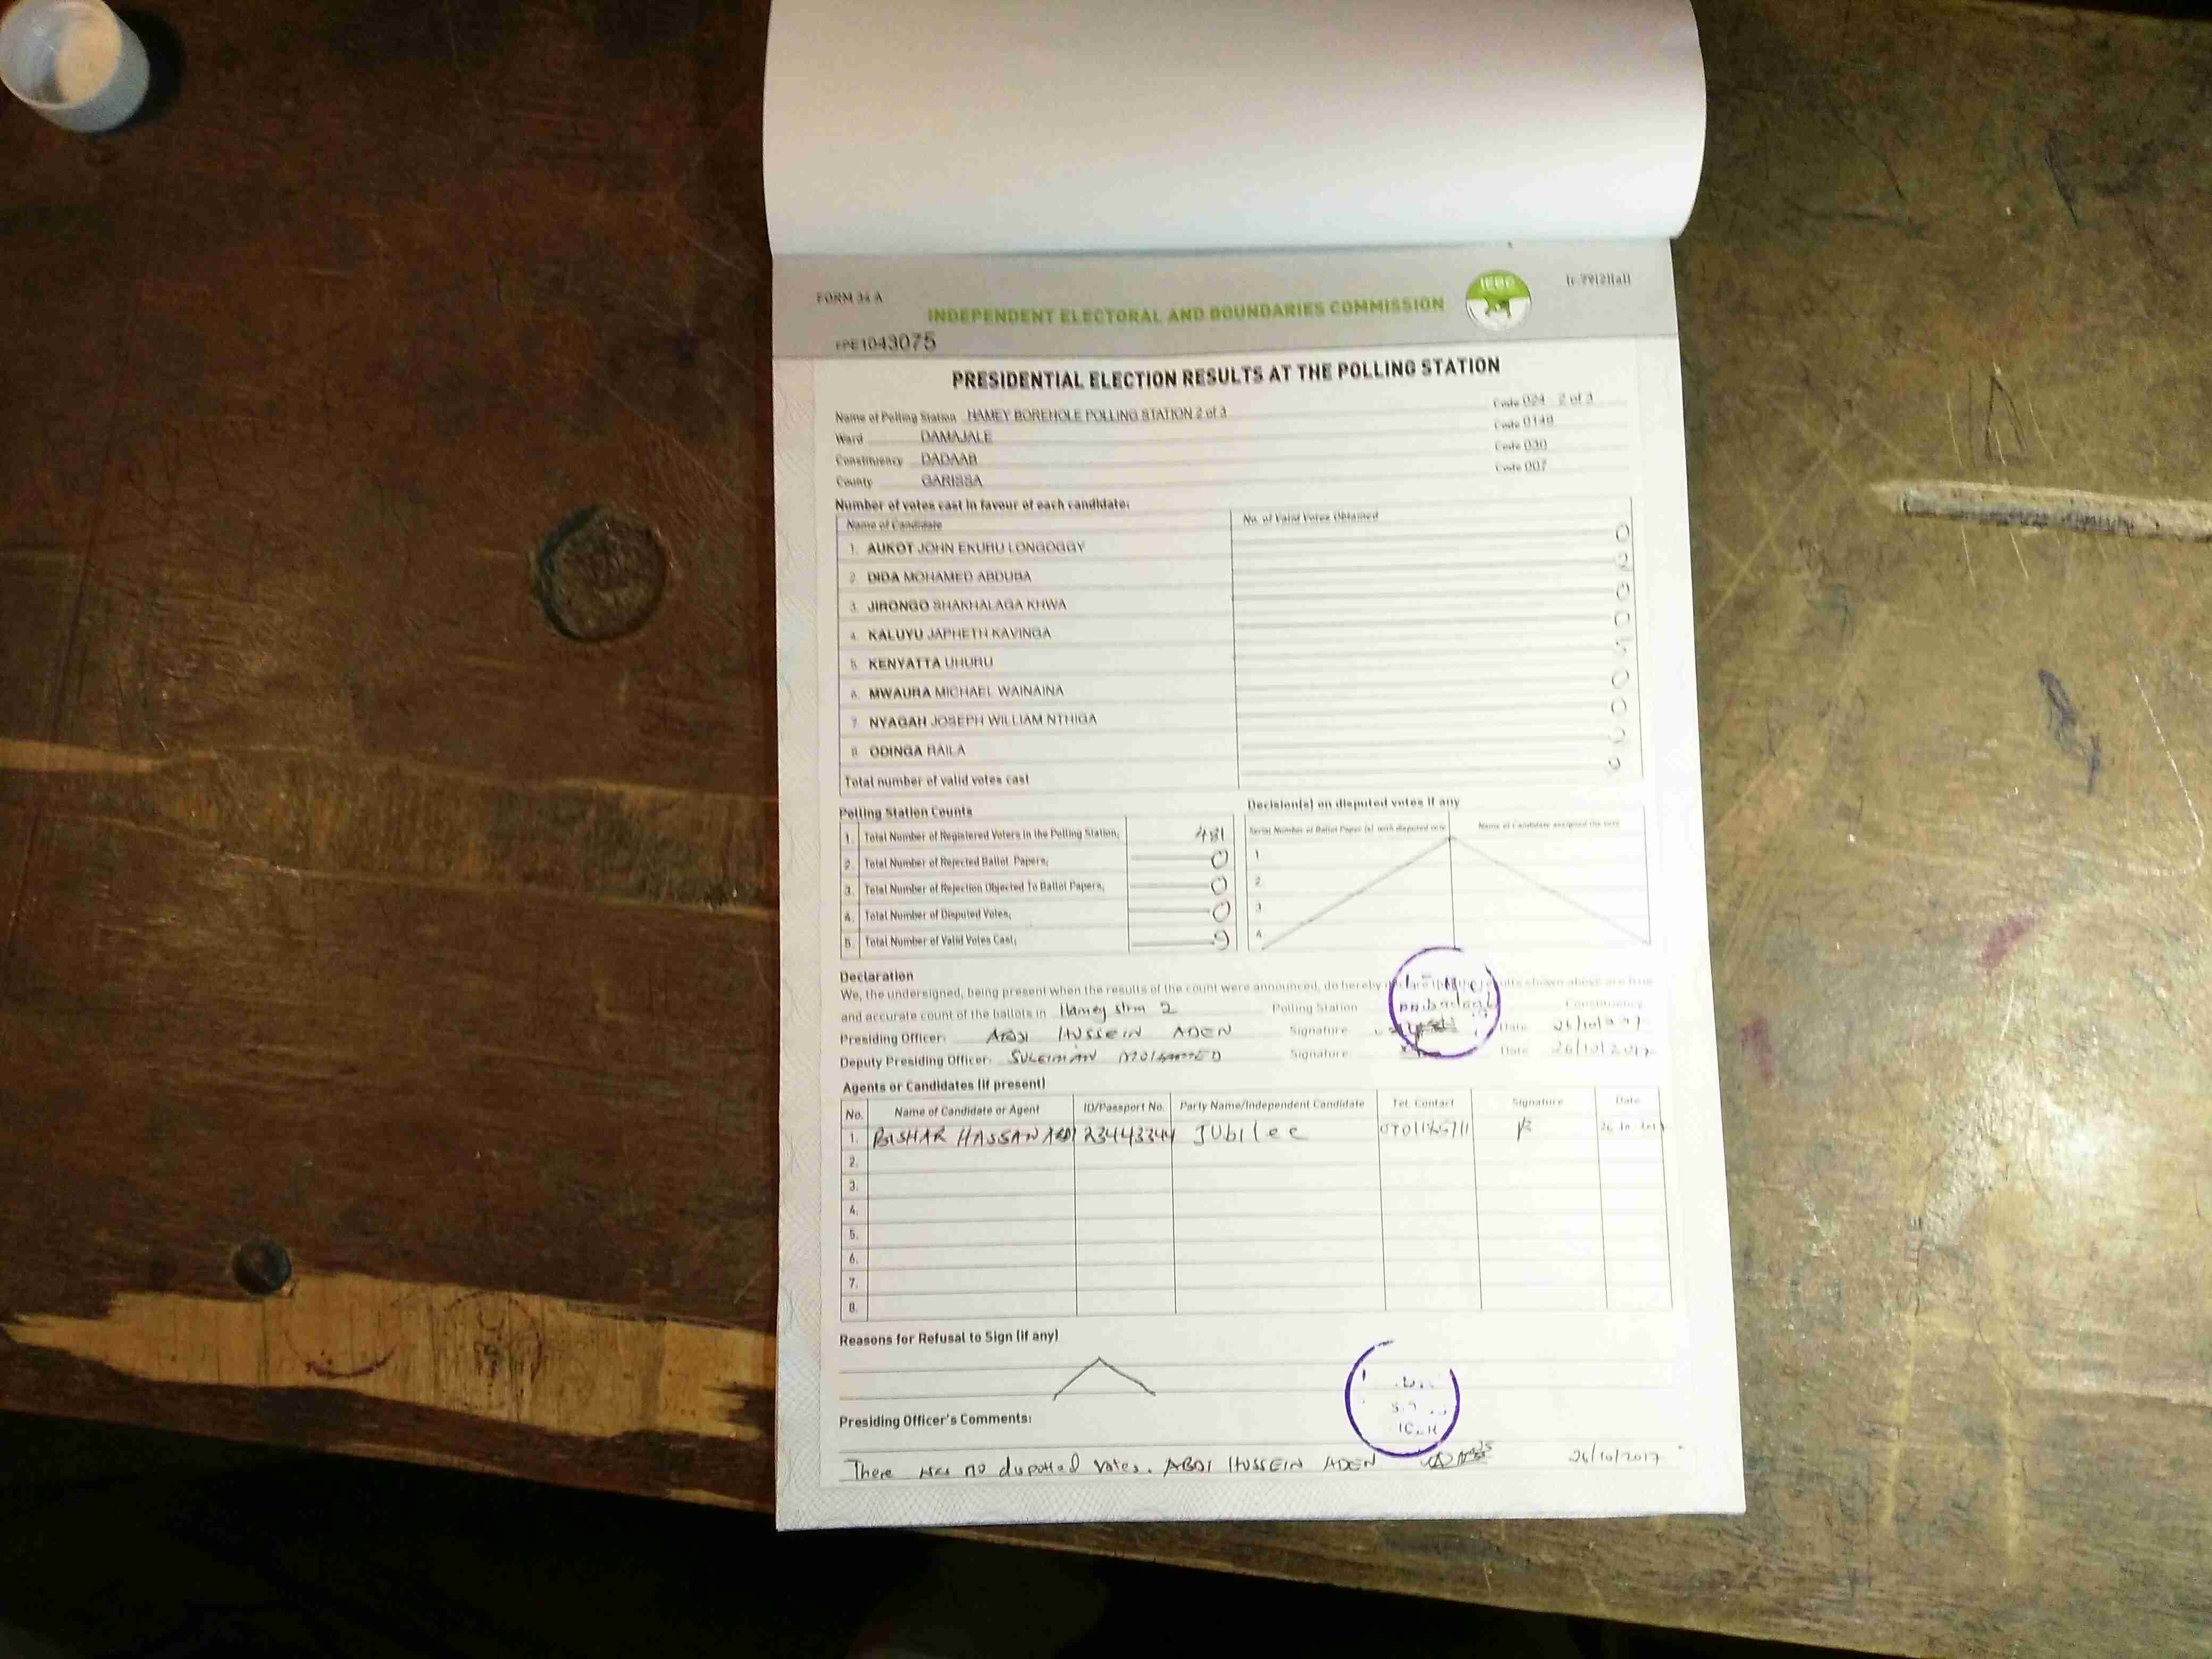 FORM 34 A
(r.79(2)(a))
INDEPENDENT ELECTORAL AND BOUNDARIES COMMISSION
IEBC
1043075
PRESIDENTIAL ELECTION RESULTS AT THE POLLING STATION
Name of Polling Station HAMEY BOREHOLE POLLING STATION 2 of 3 Code 024 2 of 3
Ward DAMAJALE Code 0149
Constituency DADAAB Code 030
County GARISSA Code 007
Number of votes cast in favour of each candidate:
Name of Candidate No. of Valid Votes Obtained
1. AUKOT JOHN EKURU LONGOGGY 0
2. DIDA MOHAMED ABDUBA 2
3. JIRONGO SHAKHALAGA KHWA 0
4. KALUYU JAPHETH KAVINGA 0
5. KENYATTA UHURU
6. MWAURA MICHAEL WAINAINA 0
7. NYAGAH JOSEPH WILLIAM NTHIGA 0
8. ODINGA RAILA
Total number of valid votes cast 9
Polling Station Counts
1. Total Number of Registered Voters in the Polling Station; 481
2. Total Number of Rejected Ballot Papers; 0
3. Total Number of Rejection Objected To Ballot Papers; 0
4. Total Number of Disputed Votes; 0
5. Total Number of Valid Votes Cast; 9
Decision(s) on disputed votes if any
Serial Number of Ballot Paper (s) with disputed vote Name of Candidate assigned the vote
1
2
3
4
Declaration
We, the undersigned, being present when the results of the count were announced, do hereby declare that the results shown above are true
and accurate count of the ballots in Hamey strm 2 Polling Station Constituency
Presiding Officer: ABDI HUSSEIN ADEN Signature Date 26/10/2017
Deputy Presiding Officer: SULEIMAN MOHAMED Signature Date 26/10/2017
Agents or Candidates (if present)
No. Name of Candidate or Agent ID/Passport No. Party Name/Independent Candidate Tel. Contact Signature Date
1. BISHAR HASSAN ABDI 23443344 Jubilee
2.
3.
4.
5.
6.
7.
8.
Reasons for Refusal to Sign (if any)
Presiding Officer's Comments:
There was no disputed votes. ABDI HUSSEIN ADEN 26/10/2017